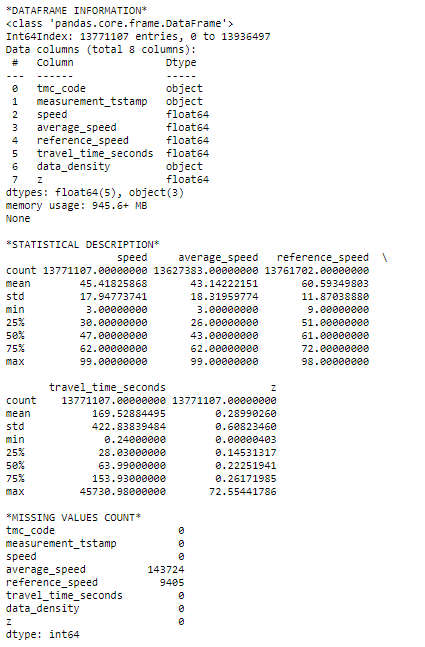 *DATAFRAME INFORMATION*
<class 'pandas.core.frame.DataFrame'>
Int64Index: 13771107 entries, 0 to 13936497
Data columns (total 8 columns):
 #   Column               Dtype
---  ------               -----
 0   tmc_code             object
 1   measurement_tstamp   object
 2   speed                float64
 3   average_speed        float64
 4   reference_speed      float64
 5   travel_time_seconds  float64
 6   data_density         object
 7   z                    float64
dtypes: float64(5), object(3)
memory usage: 945.6+ MB
None

*STATISTICAL DESCRIPTION*
                  speed     average_speed   reference_speed  \
count 13771107.00000000 13627383.00000000 13761702.00000000
mean        45.41825868       43.14222151       60.59349803
std         17.94773741       18.31959774       11.87038880
min          3.00000000        3.00000000        9.00000000
25%         30.00000000       26.00000000       51.00000000
50%         47.00000000       43.00000000       61.00000000
75%         62.00000000       62.00000000       72.00000000
max         99.00000000       99.00000000       98.00000000

       travel_time_seconds                 z
count    13771107.00000000 13771107.00000000
mean          169.52884495        0.28990260
std           422.83839484        0.60823460
min             0.24000000        0.00000403
25%            28.03000000        0.14531317
50%            63.99000000        0.22251941
75%           153.93000000        0.26171985
max         45730.98000000       72.55441786

*MISSING VALUES COUNT*
tmc_code                    0
measurement_tstamp          0
speed                       0
average_speed          143724
reference_speed          9405
travel_time_seconds         0
data_density                0
z                           0
dtype: int64